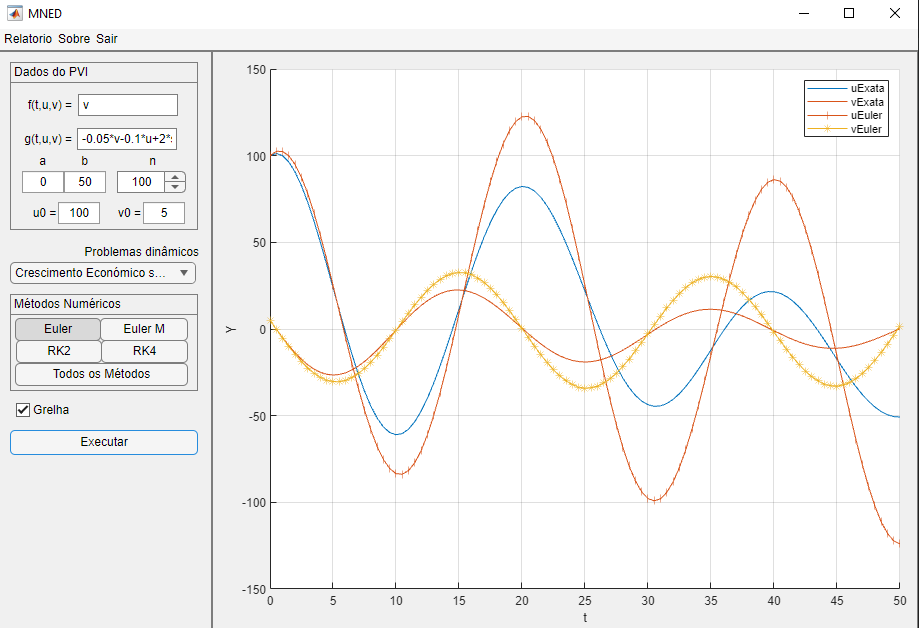 MNED
Relatorio Sobre Sair
Dados do PVI
f(t,u,v) = v
g(t,u,v) = -0.05*v-0.1*u+2*
a b n
0 50 100
u0 = 100 v0 = 5
Problemas dinâmicos
Crescimento Económico s...
Métodos Numéricos
Euler Euler M
RK2 RK4
Todos os Métodos
Grelha
Executar
150
100
50
0
-50
-100
-150
Y
0 5 10 15 20 25 30 35 40 45 50
t
uExata
vExata
uEuler
vEuler